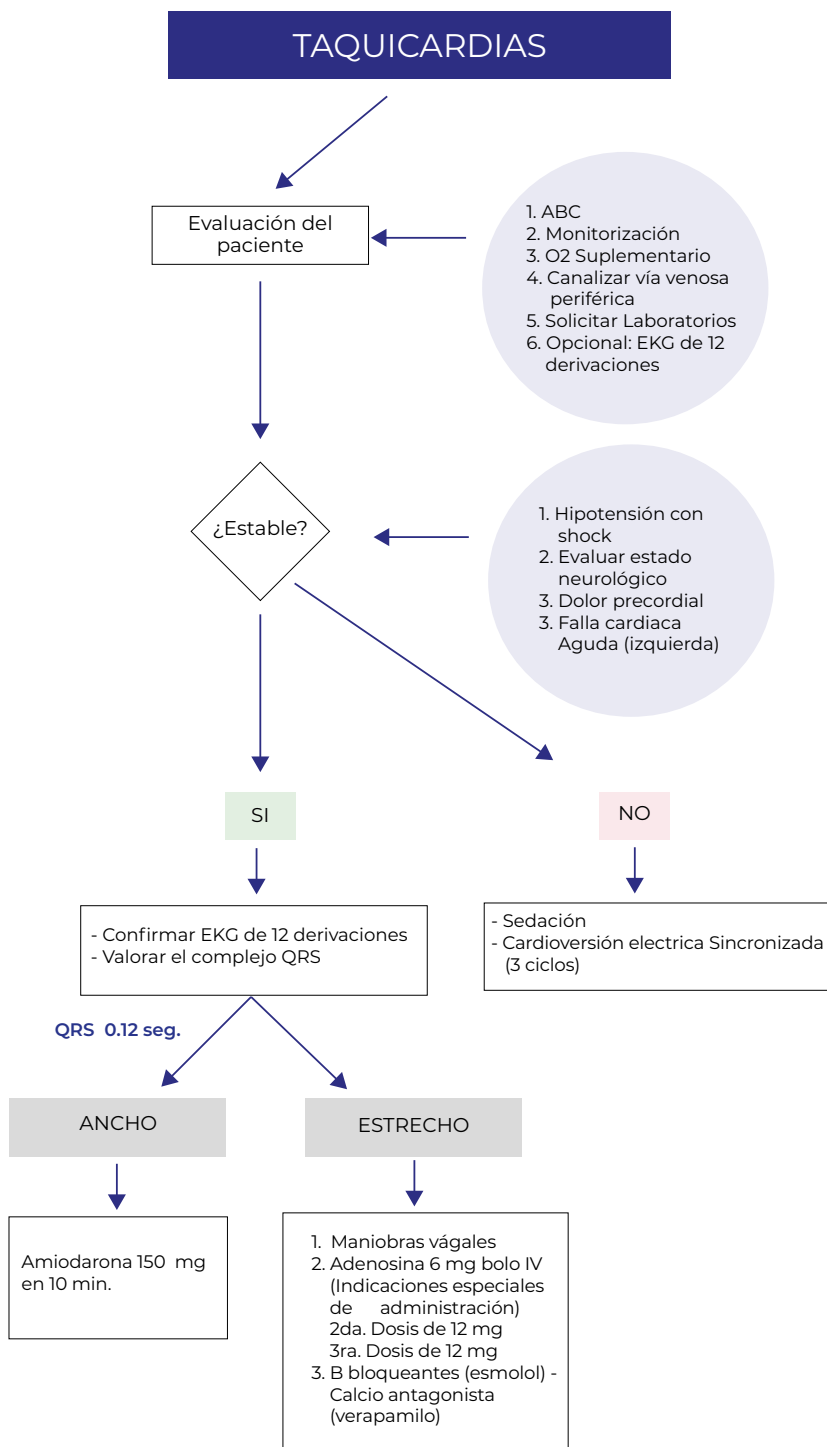 TAQUICARDIAS
Evaluación del
paciente
1. ABC
2. Monitorización
3. O2 Suplementario
4. Canalizar vía venosa
periférica
5. Solicitar Laboratorios
6. Opcional: EKG de 12
derivaciones
¿Estable?
1. Hipotensión con
shock
2. Evaluar estado
neurológico
3. Dolor precordial
3. Falla cardiaca
Aguda (izquierda)
SI
NO
- Confirmar EKG de 12 derivaciones
- Valorar el complejo QRS
- Sedación
- Cardioversión electrica Sincronizada
(3 ciclos)
QRS 0.12 seg.
ANCHO
ESTRECHO
Amiodarona 150 mg
en 10 min.
1. Maniobras vágales
2. Adenosina 6 mg bolo IV
(Indicaciones especiales
de administración)
2da. Dosis de 12 mg
3ra. Dosis de 12 mg
3. B bloqueantes (esmolol) -
Calcio antagonista
(verapamilo)